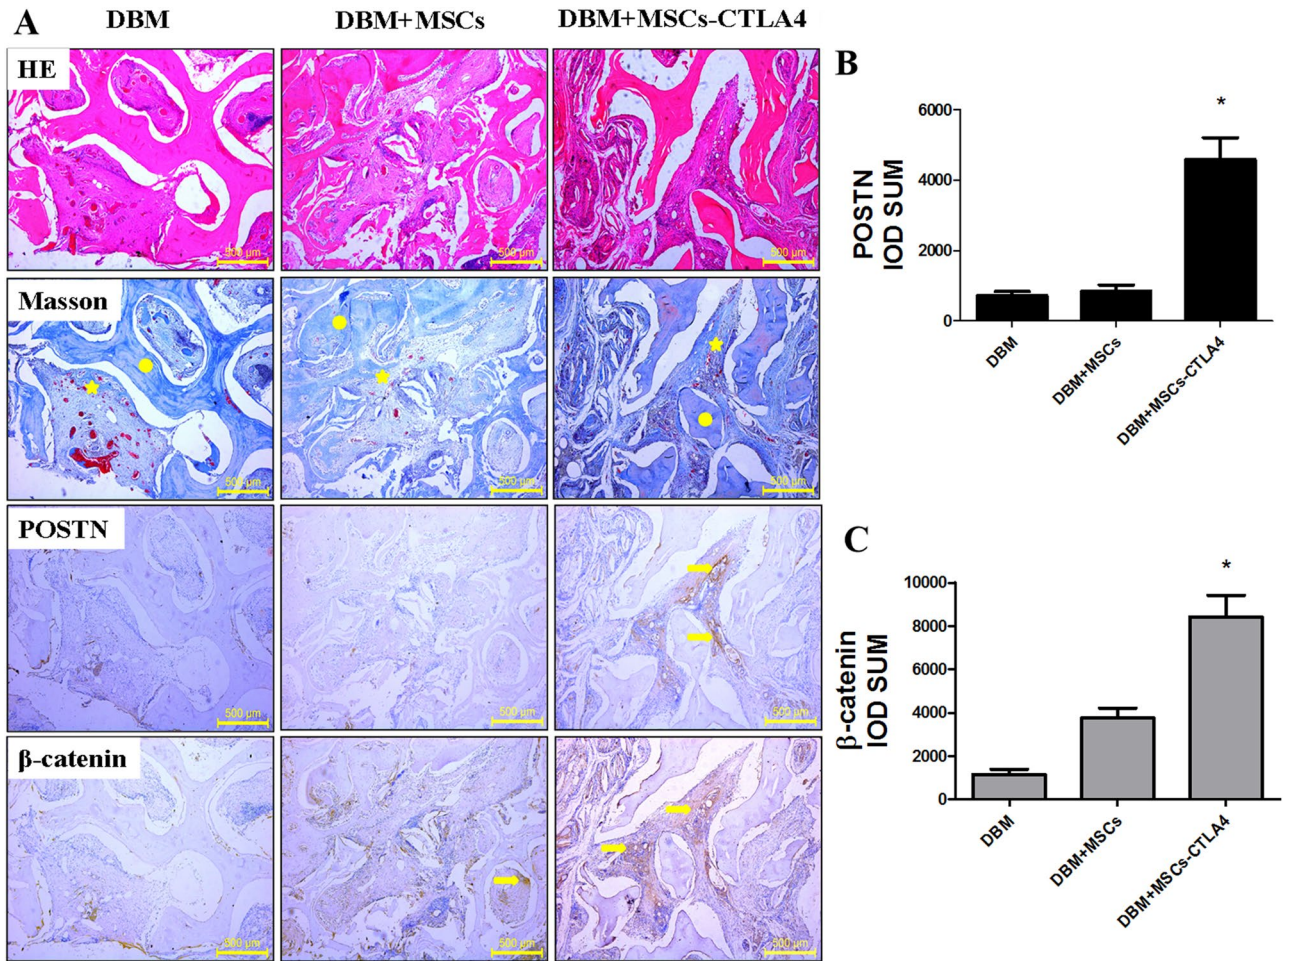 A
DBM
DBM+MSCs
DBM+MSCs-CTLA4
HE
500 µm
500 µm
500 µm
Masson
500 µm
500 µm
500 µm
POSTN
500 µm
500 µm
500 µm
β-catenin
500 µm
500 µm
500 µm
B
POSTN
IOD SUM
6000
4000
2000
0
*
DBM
DBM+MSCs
DBM+MSCs-CTLA4
C
β-catenin
IOD SUM
10000
8000
6000
4000
2000
0
*
DBM
DBM+MSCs
DBM+MSCs-CTLA4